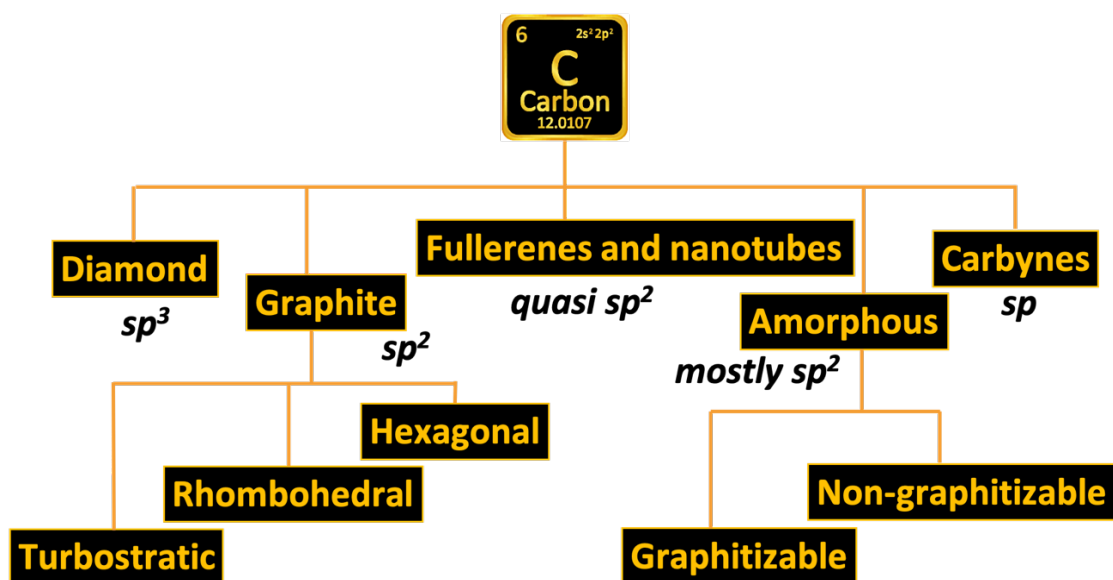 6 2s² 2p²
C
Carbon
12.0107
Diamond
sp³
Graphite
sp²
Fullerenes and nanotubes
quasi sp²
Amorphous
mostly sp²
Carbynes
sp
Hexagonal
Rhombohedral
Turbostratic
Non-graphitizable
Graphitizable